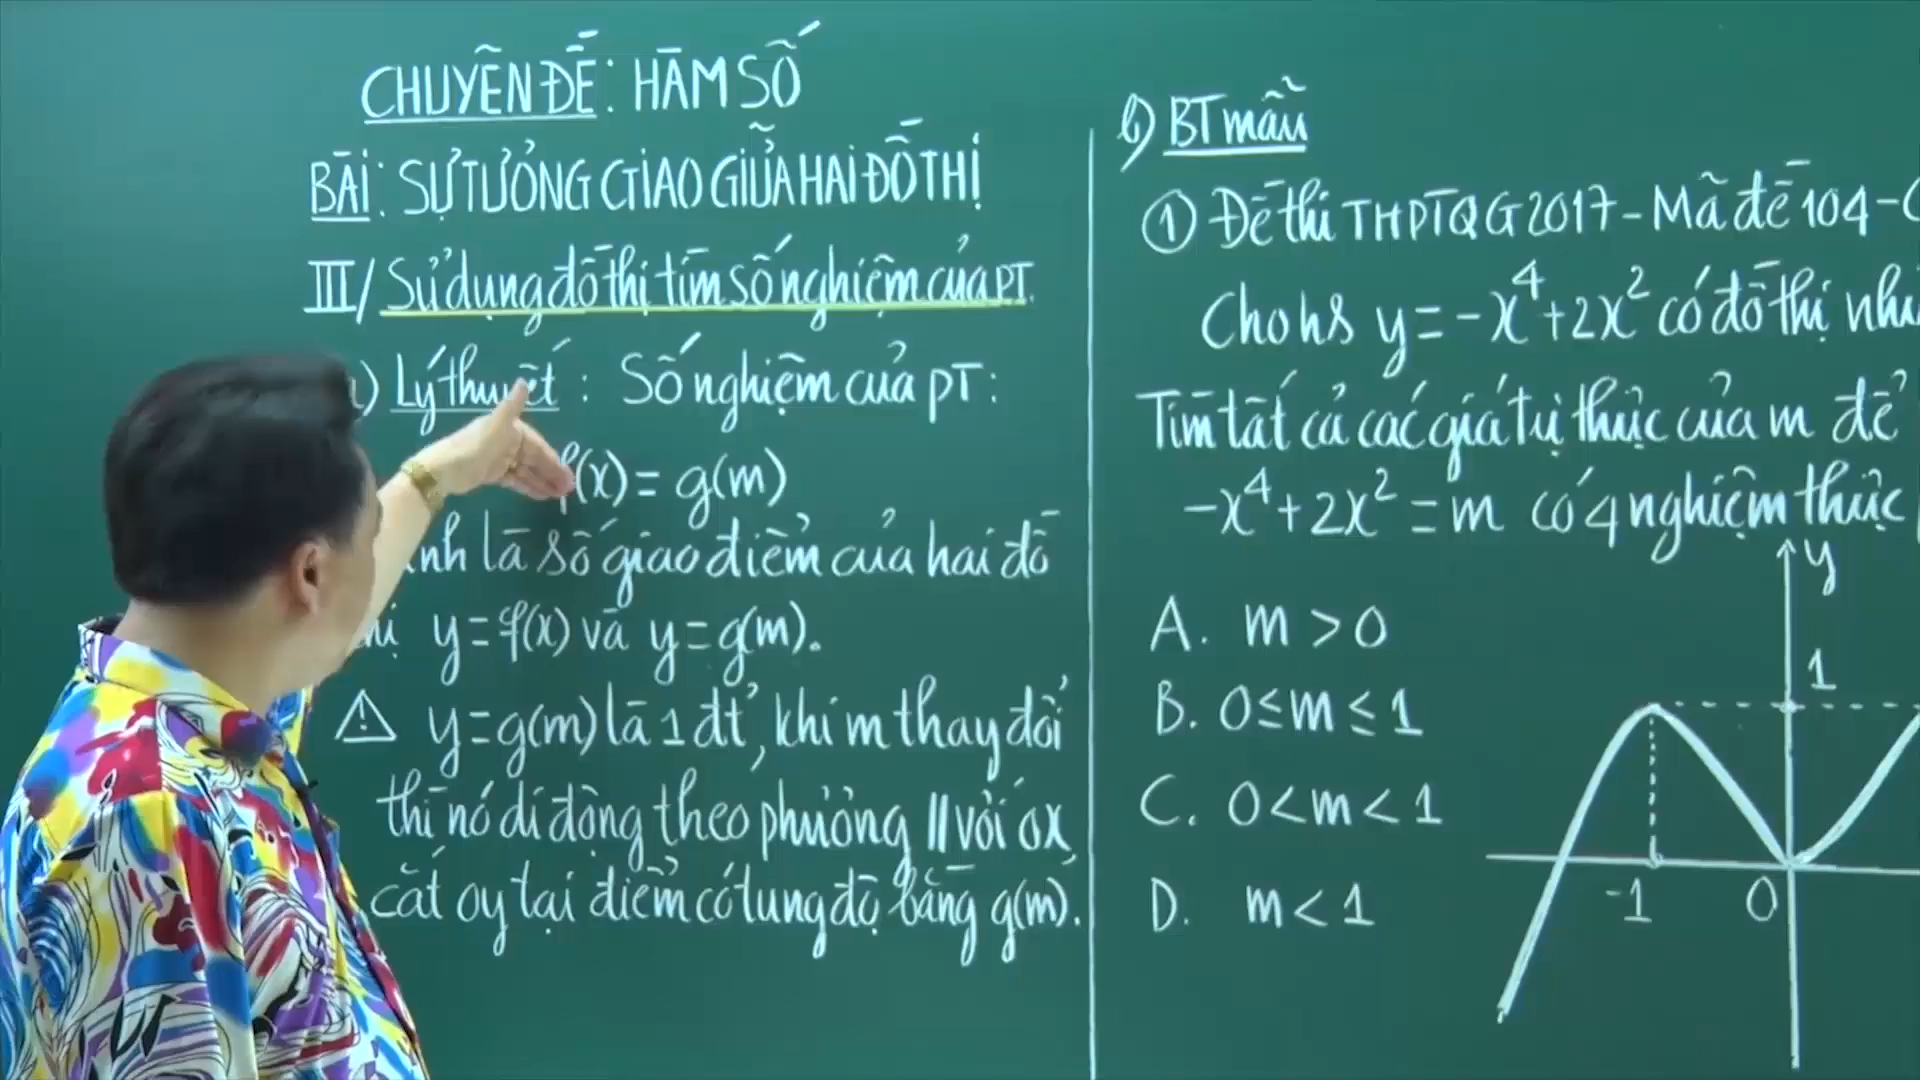 CHUYÊN ĐỀ: HÀM SỐ
BÀI: SỰ TƯƠNG GIAO GIỮA HAI ĐỒ THỊ
III/ Sử dụng đồ thị tìm số nghiệm của PT.
a) Lý thuyết: Số nghiệm của PT:
f(x) = g(m)
là số giao điểm của hai đồ
y = f(x) và y = g(m).
⚠ y = g(m) là 1 đt, khi m thay đổi
thì nó di động theo phương // với ox,
cắt oy tại điểm có tung độ bằng g(m).
b) BT mẫu
① Đề thi THPTQG 2017 - Mã đề 104 - C
Cho hs y = -x⁴ + 2x² có đồ thị như
Tìm tất cả các giá tự thực của m để
-x⁴ + 2x² = m có 4 nghiệm thực
A. m > 0
B. 0 ≤ m ≤ 1
C. 0 < m < 1
D. m < 1
y
1
-1
0